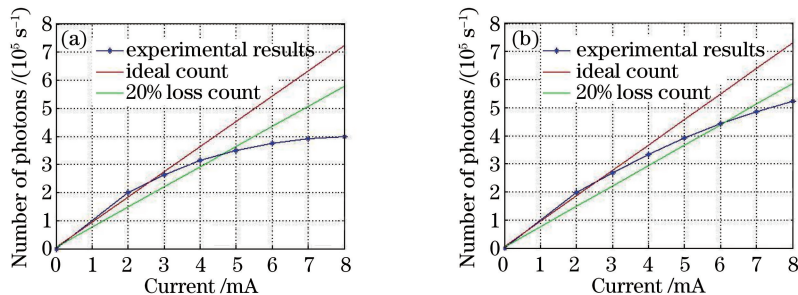 (a)
experimental results
ideal count
20% loss count
Number of photons /(10⁵ s⁻¹)
8
7
6
5
4
3
2
1
0
0 1 2 3 4 5 6 7 8
Current /mA
(b)
experimental results
ideal count
20% loss count
Number of photons /(10⁵ s⁻¹)
8
7
6
5
4
3
2
1
0
0 1 2 3 4 5 6 7 8
Current /mA